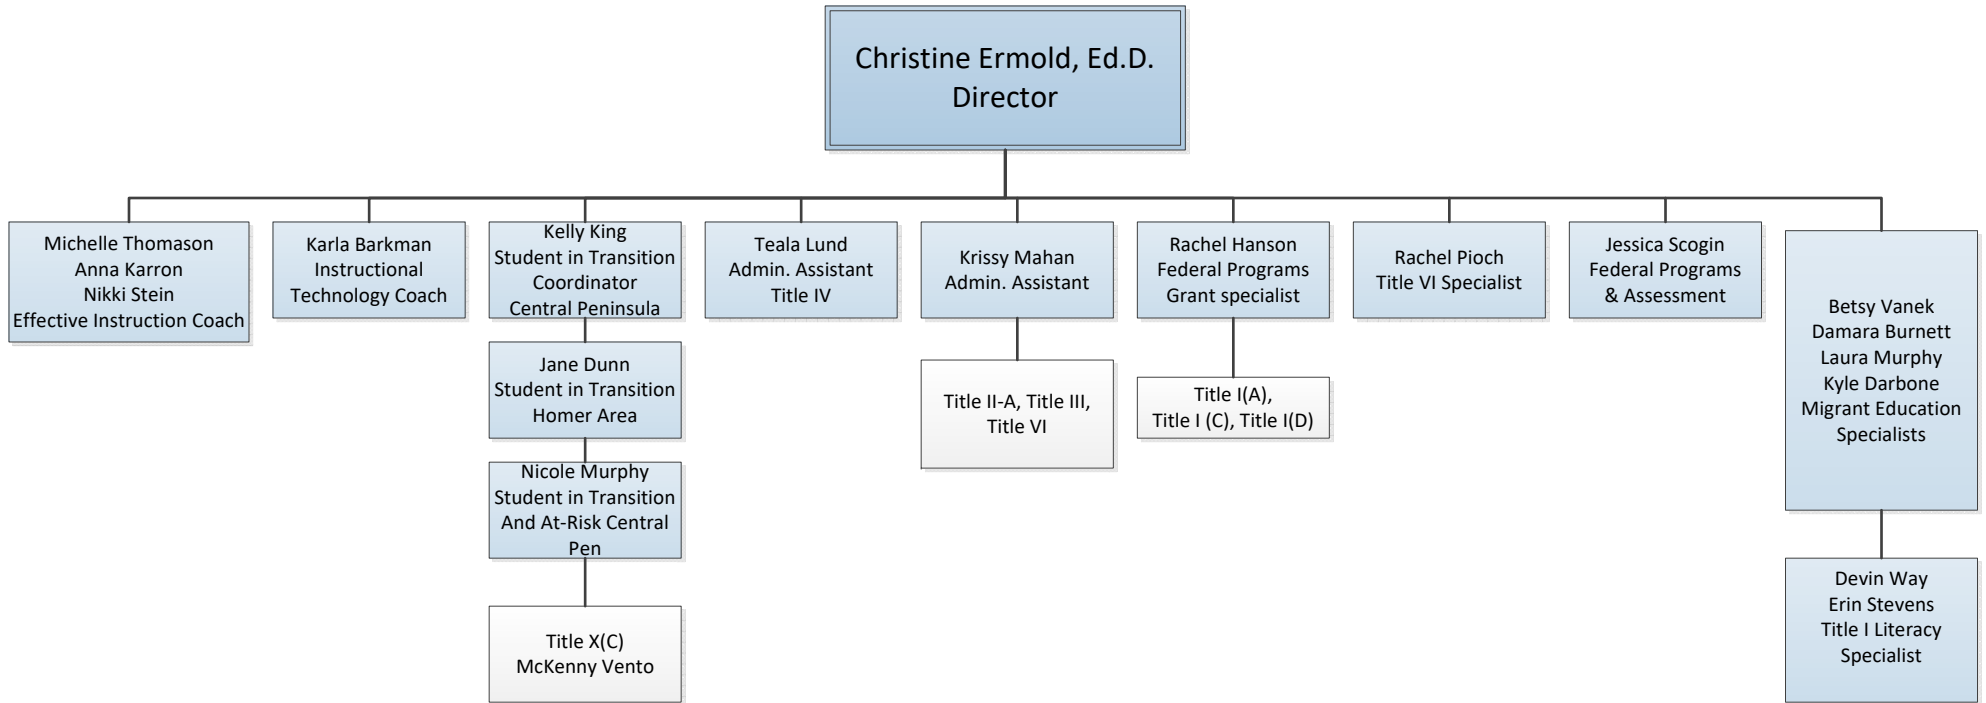 Christine Ermold, Ed.D.
Director
Michelle Thomason
Anna Karron
Nikki Stein
Effective Instruction Coach
Karla Barkman
Instructional
Technology Coach
Kelly King
Student in Transition
Coordinator
Central Peninsula
Teala Lund
Admin. Assistant
Title IV
Krissy Mahan
Admin. Assistant
Rachel Hanson
Federal Programs
Grant specialist
Rachel Pioch
Title VI Specialist
Jessica Scogin
Federal Programs
& Assessment
Betsy Vanek
Damara Burnett
Laura Murphy
Kyle Darbone
Migrant Education
Specialists
Jane Dunn
Student in Transition
Homer Area
Title II-A, Title III,
Title VI
Title I(A),
Title I (C), Title I(D)
Nicole Murphy
Student in Transition
And At-Risk Central
Pen
Devin Way
Erin Stevens
Title I Literacy
Specialist
Title X(C)
McKenny Vento